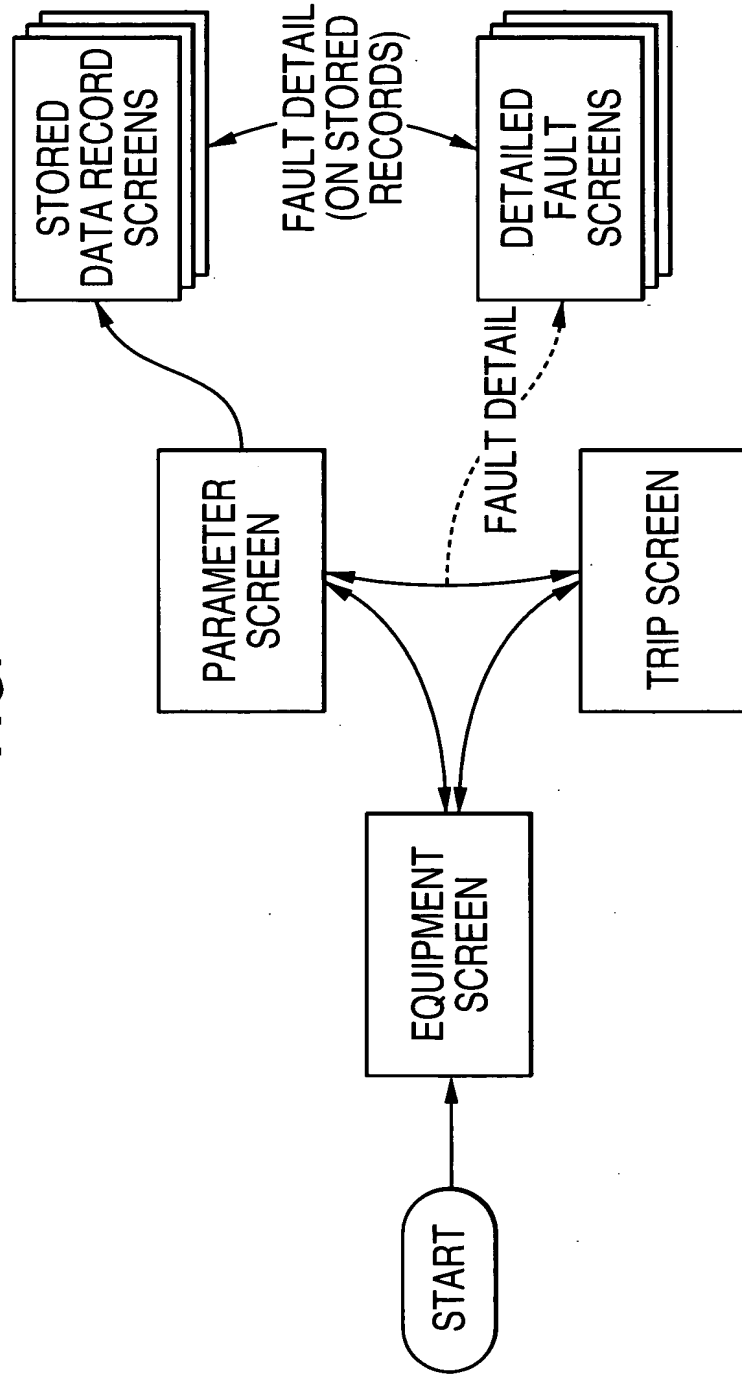 START
EQUIPMENT
SCREEN
PARAMETER
SCREEN
TRIP SCREEN
STORED
DATA RECORD
SCREENS
FAULT DETAIL
(ON STORED
RECORDS)
FAULT DETAIL
DETAILED
FAULT
SCREENS